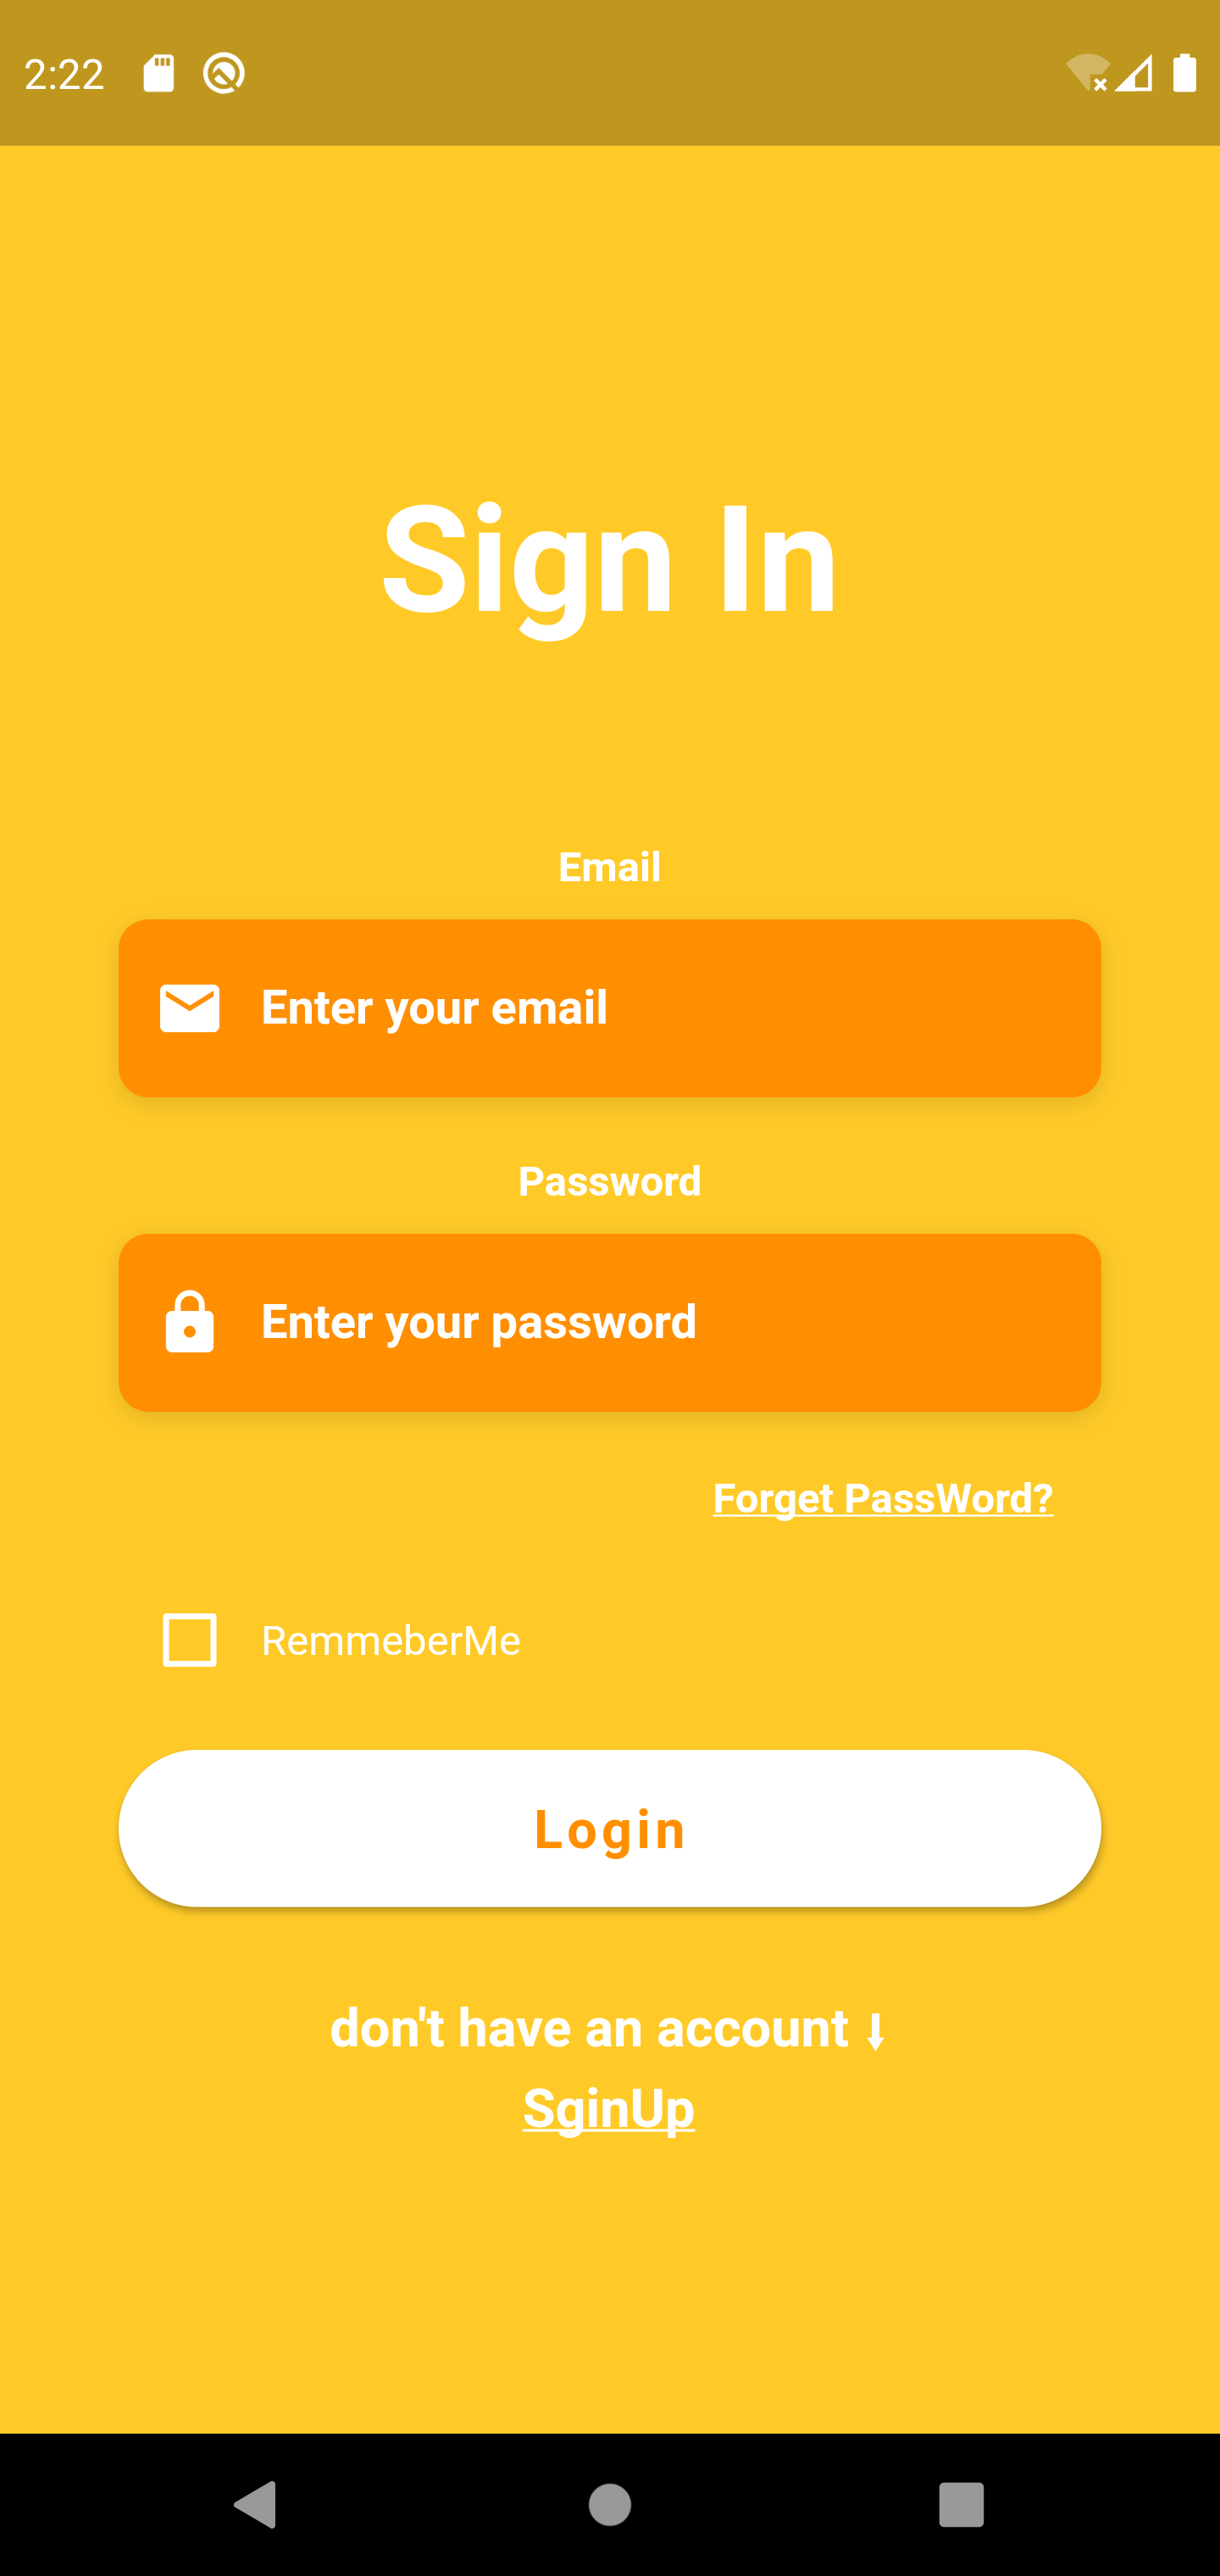 2:22
Sign In
Email
Enter your email
Password
Enter your password
Forget PassWord?
RemmeberMe
Login
don't have an account ⬇
SginUp